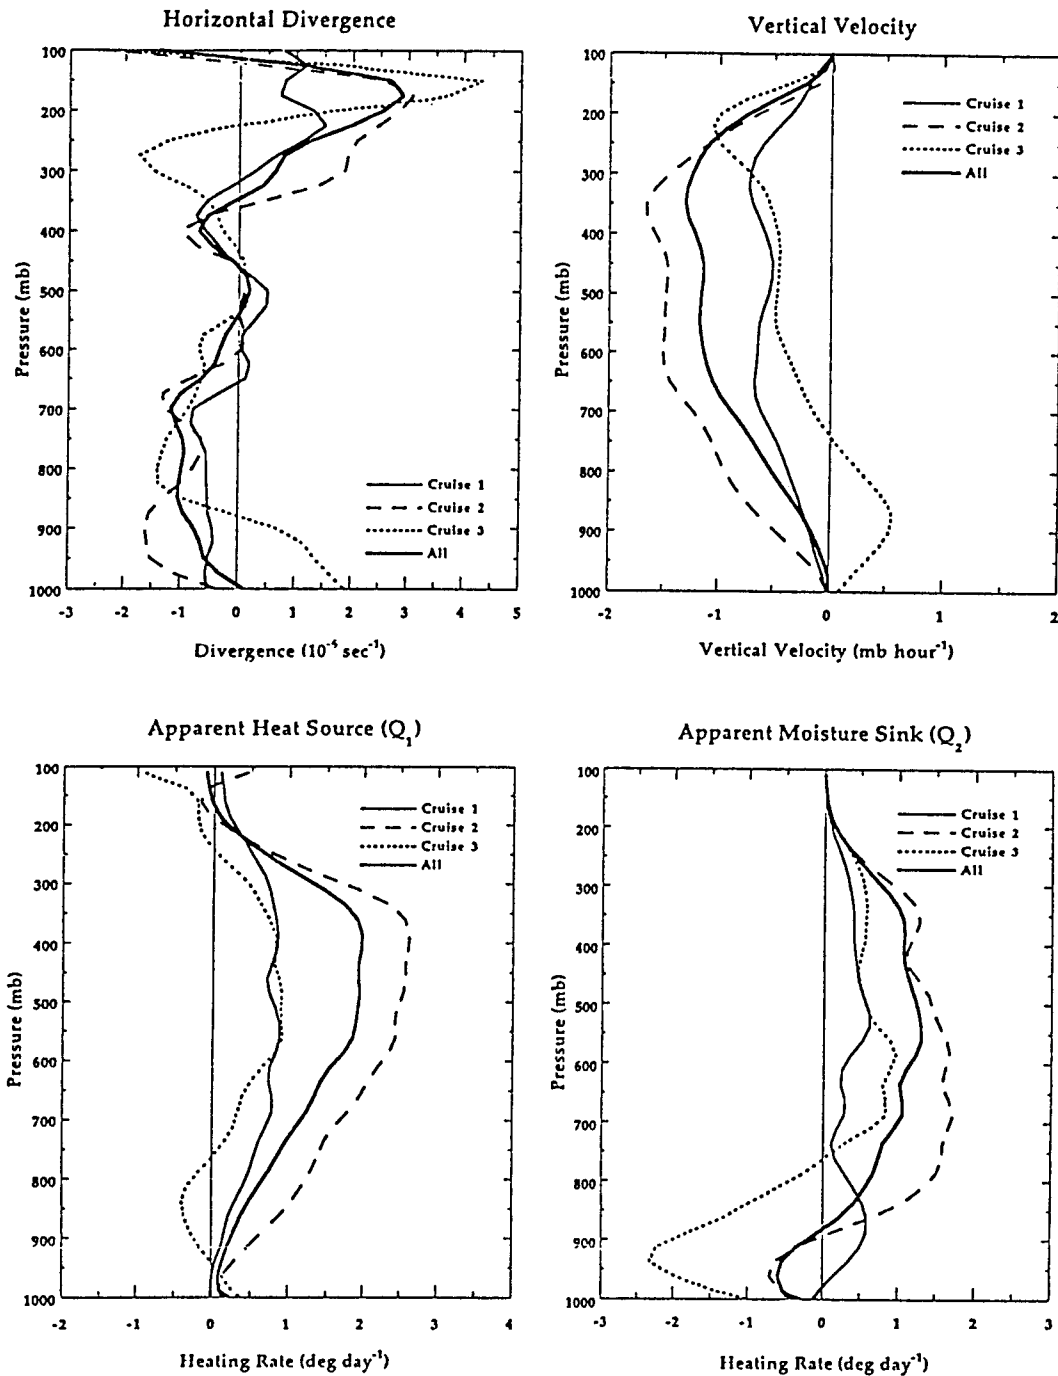 Horizontal Divergence
100
200
300
400
500
600
700
800
900
1000
Pressure (mb)
Cruise 1
Cruise 2
Cruise 3
All
-3 -2 -1 0 1 2 3 4 5
Divergence (10⁻⁶ sec⁻¹)
Vertical Velocity
100
200
300
400
500
600
700
800
900
1000
Pressure (mb)
Cruise 1
Cruise 2
Cruise 3
All
-2 -1 0 1 2
Vertical Velocity (mb hour⁻¹)
Apparent Heat Source (Q₁)
100
200
300
400
500
600
700
800
900
1000
Pressure (mb)
Cruise 1
Cruise 2
Cruise 3
All
-2 -1 0 1 2 3 4
Heating Rate (deg day⁻¹)
Apparent Moisture Sink (Q₂)
100
200
300
400
500
600
700
800
900
1000
Pressure (mb)
Cruise 1
Cruise 2
Cruise 3
All
-3 -2 -1 0 1 2 3
Heating Rate (deg day⁻¹)